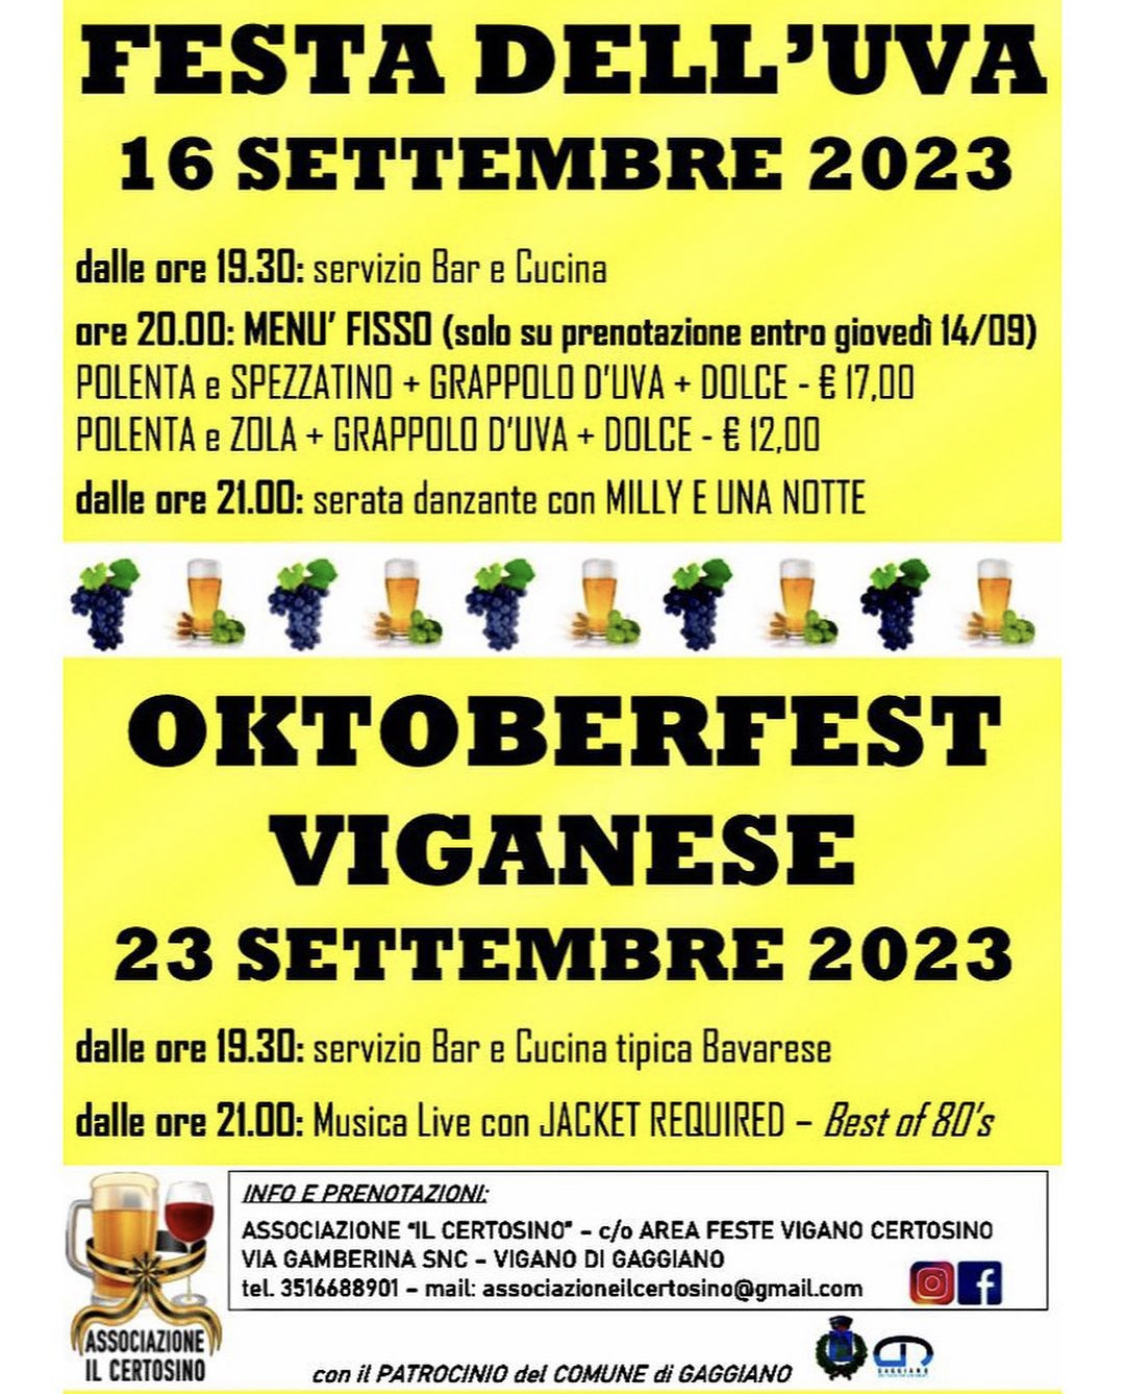 FESTA DELL'UVA
16 SETTEMBRE 2023
dalle ore 19.30: servizio Bar e Cucina
ore 20.00: MENU' FISSO (solo su prenotazione entro giovedì 14/09)
POLENTA e SPEZZATINO + GRAPPOLO D'UVA + DOLCE - € 17,00
POLENTA e ZOLA + GRAPPOLO D'UVA + DOLCE - € 12,00
dalle ore 21.00: serata danzante con MILLY E UNA NOTTE
OKTOBERFEST
VIGANESE
23 SETTEMBRE 2023
dalle ore 19.30: servizio Bar e Cucina tipica Bavarese
dalle ore 21.00: Musica Live con JACKET REQUIRED – Best of 80's
INFO E PRENOTAZIONI:
ASSOCIAZIONE "IL CERTOSINO" – c/o AREA FESTE VIGANO CERTOSINO
VIA GAMBERINA SNC – VIGANO DI GAGGIANO
tel. 3516688901 – mail: associazioneilcertosino@gmail.com
ASSOCIAZIONE
IL CERTOSINO
con il PATROCINIO del COMUNE di GAGGIANO
GAGGIANO